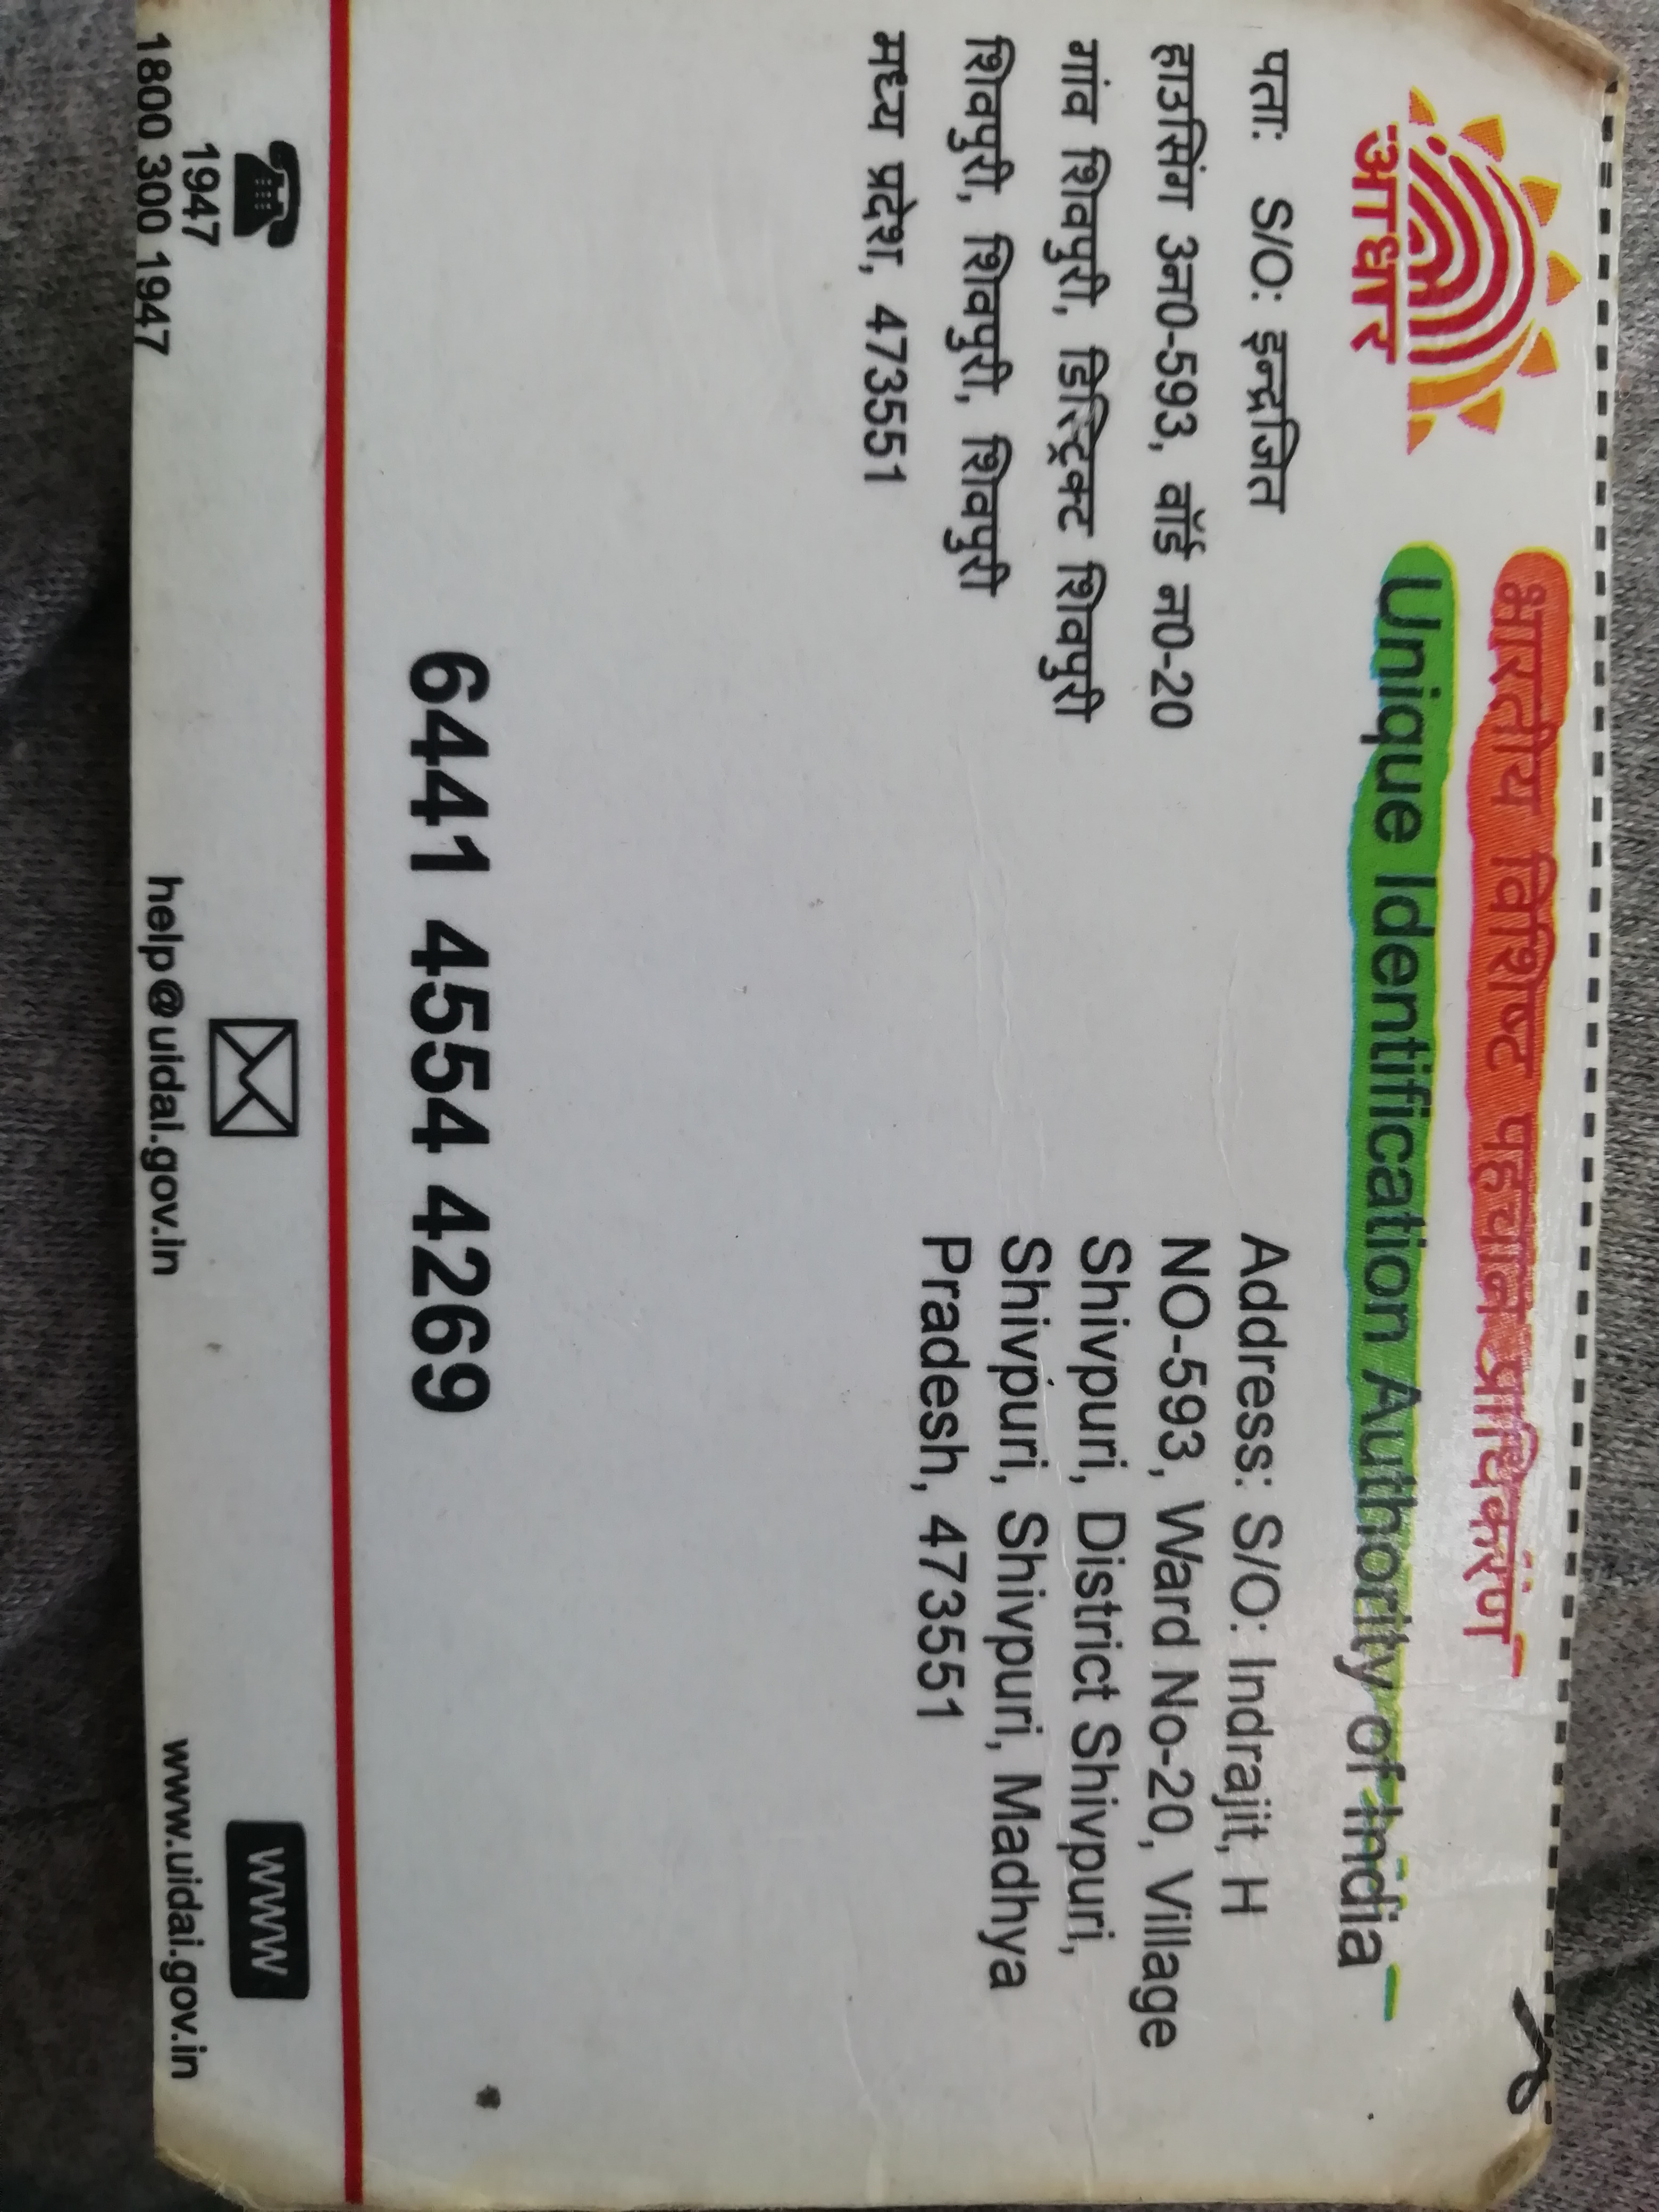 आधार
भारतीय विशिष्ट पहचान प्राधिकरण
Unique Identification Authority of India
पता: S/O: इन्द्रजित
हाउसिंग उन0-593, वॉर्ड न0-20
गांव शिवपुरी, डिस्ट्रिक्ट शिवपुरी
शिवपुरी, शिवपुरी, शिवपुरी
मध्य प्रदेश, 473551
Address: S/O: Indrajit, H
NO-593, Ward No-20, Village
Shivpuri, District Shivpuri,
Shivpuri, Shivpuri, Madhya
Pradesh, 473551
6441 4554 4269
1947
1800 300 1947
help@uidai.gov.in
www
www.uidai.gov.in